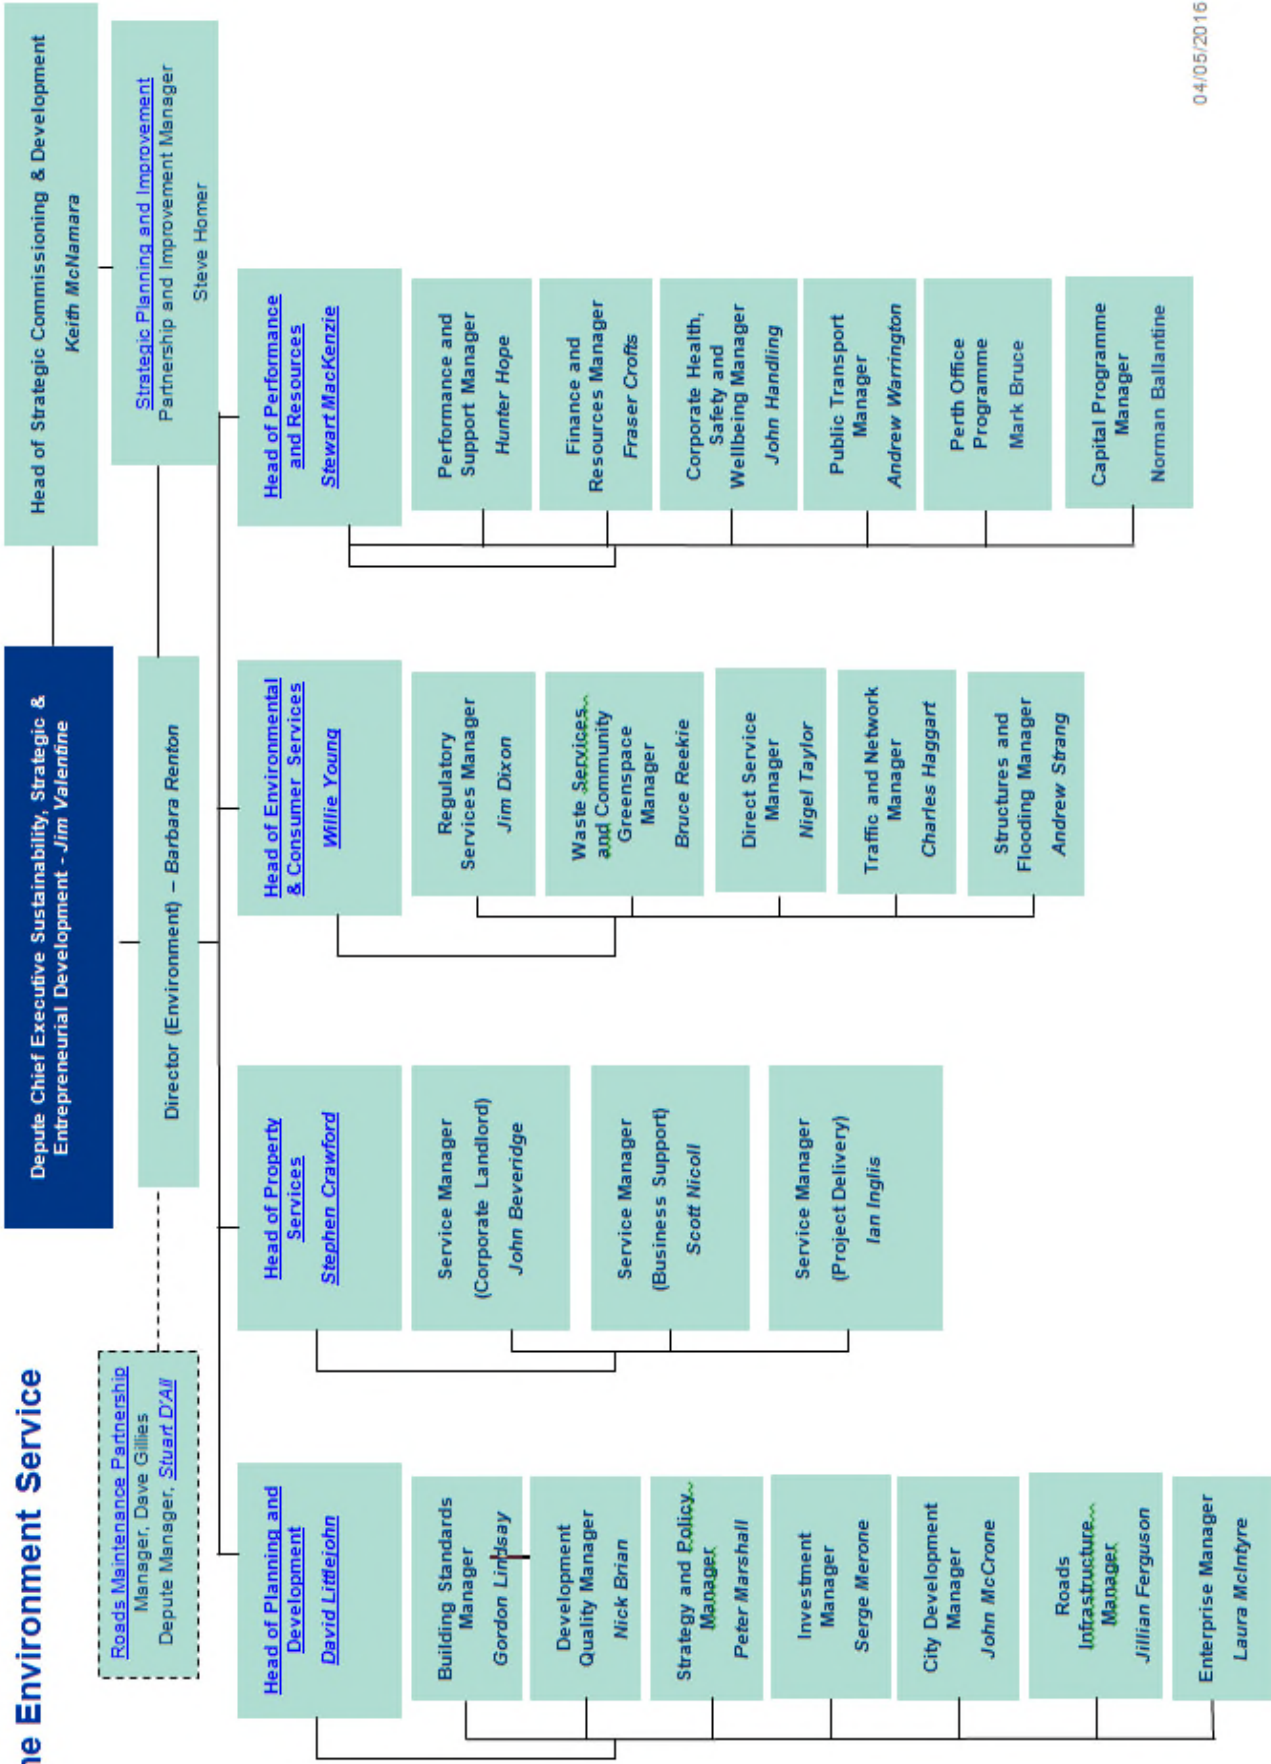 ne Environment Service
Depute Chief Executive Sustainability, Strategic &
Entrepreneurial Development - Jim Valentine
Head of Strategic Commissioning & Development
Keith McNamara
Roads Maintenance Partnership
Manager, Dave Gillies
Depute Manager, Stuart D'All
Director (Environment) – Barbara Renton
Strategic Planning and Improvement
Partnership and Improvement Manager
Steve Homer
Head of Planning and
Development
David Littlejohn
Building Standards
Manager
Gordon Lindsay
Development
Quality Manager
Nick Brian
Strategy and Policy
Manager
Peter Marshall
Investment
Manager
Serge Merone
City Development
Manager
John McCrone
Roads
Infrastructure
Manager
Jillian Ferguson
Enterprise Manager
Laura McIntyre
Head of Property
Services
Stephen Crawford
Service Manager
(Corporate Landlord)
John Beveridge
Service Manager
(Business Support)
Scott Nicoll
Service Manager
(Project Delivery)
Ian Inglis
Head of Environmental
& Consumer Services
Willie Young
Regulatory
Services Manager
Jim Dixon
Waste Services
and Community
Greenspace
Manager
Bruce Reekie
Direct Service
Manager
Nigel Taylor
Traffic and Network
Manager
Charles Haggart
Structures and
Flooding Manager
Andrew Strang
Head of Performance
and Resources
Stewart MacKenzie
Performance and
Support Manager
Hunter Hope
Finance and
Resources Manager
Fraser Crofts
Corporate Health,
Safety and
Wellbeing Manager
John Handling
Public Transport
Manager
Andrew Warrington
Perth Office
Programme
Mark Bruce
Capital Programme
Manager
Norman Ballantine
04/05/2016